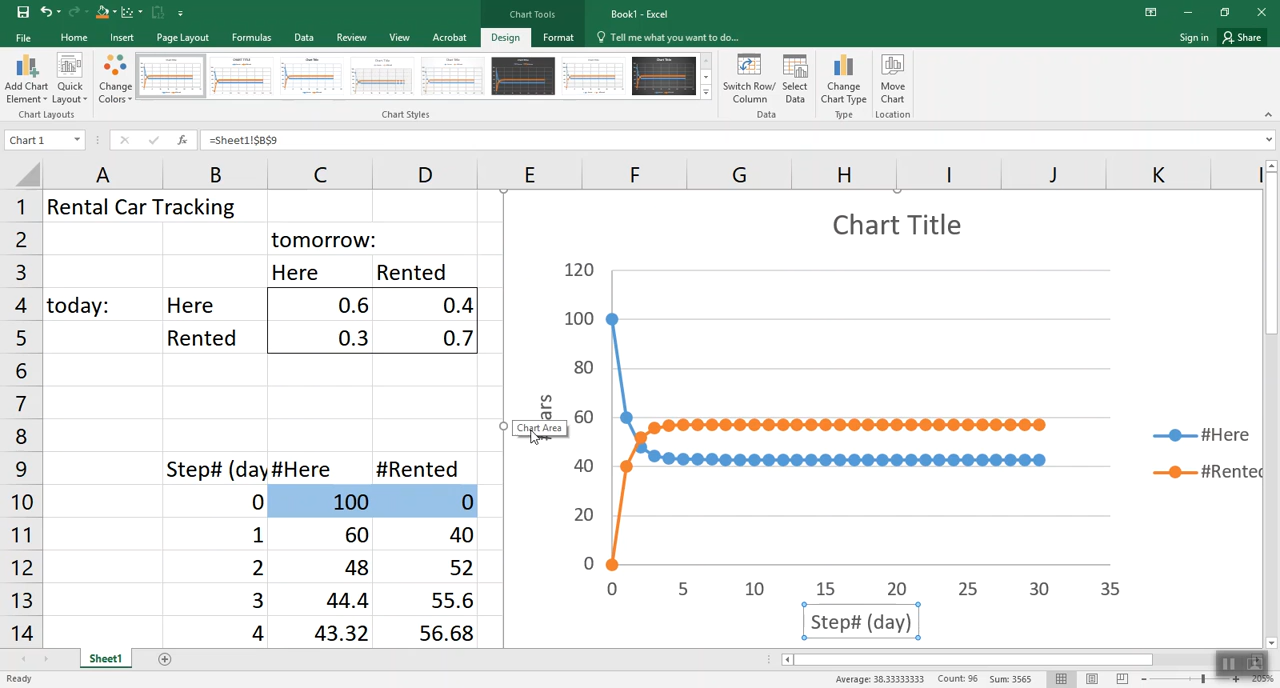 Chart Tools
Book1 - Excel
File Home Insert Page Layout Formulas Data Review View Acrobat Design Format Tell me what you want to do... Sign in Share
Add Chart Element
Quick Layout
Change Colors
Switch Row/ Column
Select Data
Change Chart Type
Move Chart
Chart Layouts Chart Styles Data Type Location
Chart 1 fx =Sheet1!$B$9
A B C D E F G H I J K
1 Rental Car Tracking
2 tomorrow:
3 Here Rented
4 today: Here 0.6 0.4
5 Rented 0.3 0.7
6
7
8
9 Step# (day #Here #Rented
10 0 100 0
11 1 60 40
12 2 48 52
13 3 44.4 55.6
14 4 43.32 56.68
Chart Title
120
100
80
60
40
20
0
Chart Area
0 5 10 15 20 25 30 35
Step# (day)
#Here
#Rented
Sheet1
Ready Average: 38.33333333 Count: 96 Sum: 3565 205%